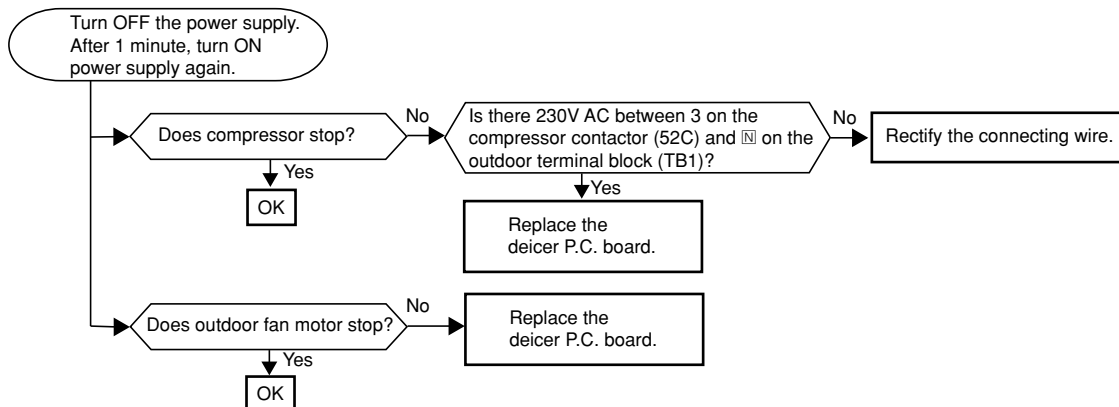 Turn OFF the power supply.
After 1 minute, turn ON
power supply again.
Does compressor stop?
No
Is there 230V AC between 3 on the
compressor contactor (52C) and N on the
outdoor terminal block (TB1)?
No
Rectify the connecting wire.
Yes
OK
Yes
Replace the
deicer P.C. board.
Does outdoor fan motor stop?
No
Replace the
deicer P.C. board.
Yes
OK